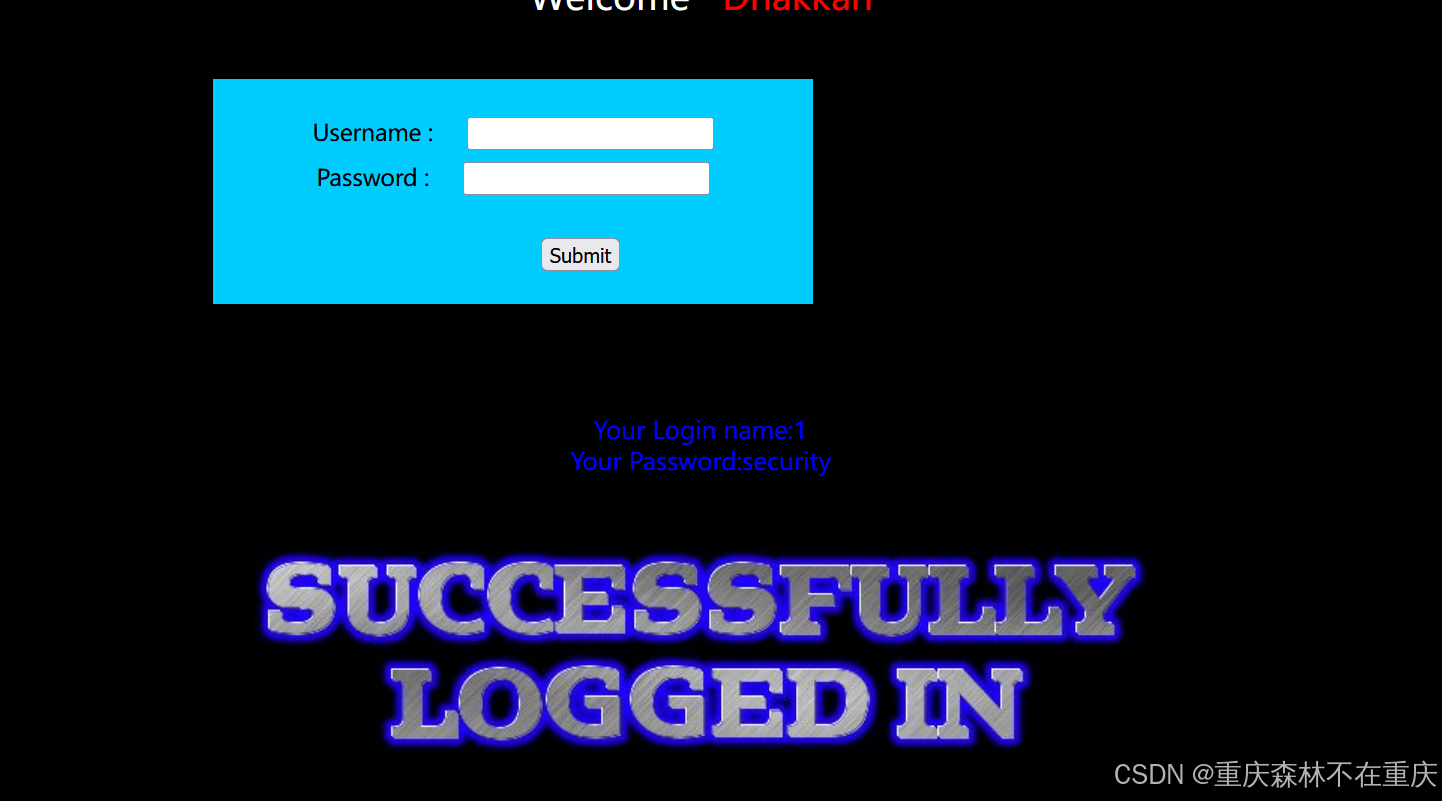 Welcome Dhakkan
Username :
Password :
Submit
Your Login name:1
Your Password:security
SUCCESSFULLY
LOGGED IN
CSDN @重庆森林不在重庆